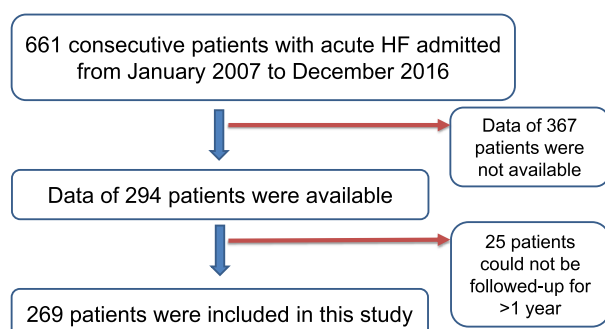 661 consecutive patients with acute HF admitted
from January 2007 to December 2016
Data of 367
patients were
not available
Data of 294 patients were available
25 patients
could not be
followed-up for
>1 year
269 patients were included in this study